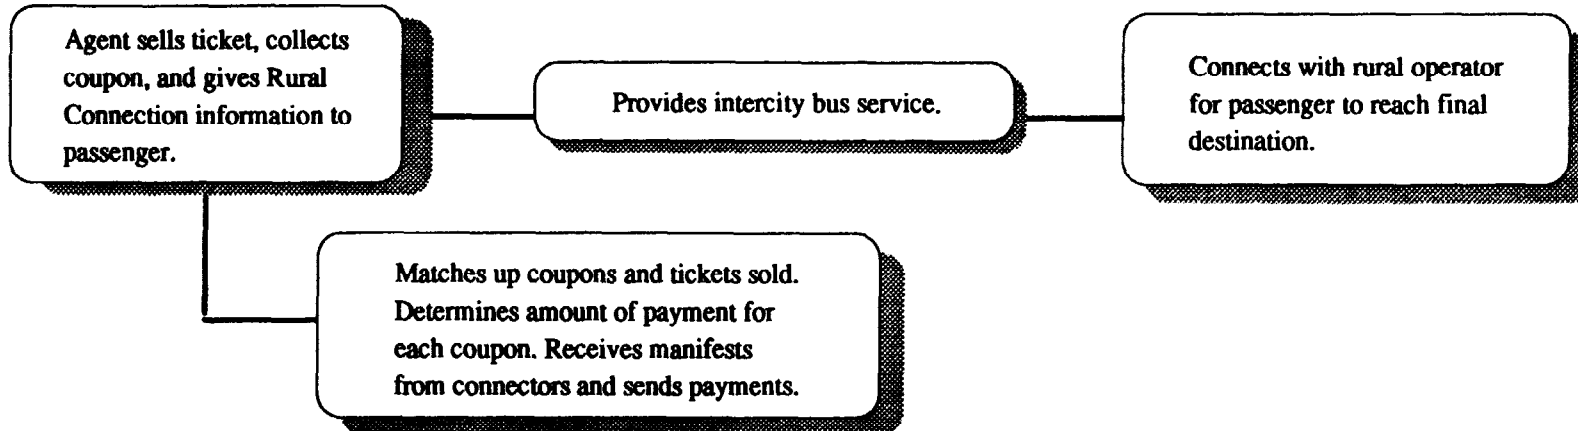 Agent sells ticket, collects
coupon, and gives Rural
Connection information to
passenger.
Provides intercity bus service.
Connects with rural operator
for passenger to reach final
destination.
Matches up coupons and tickets sold.
Determines amount of payment for
each coupon. Receives manifests
from connectors and sends payments.